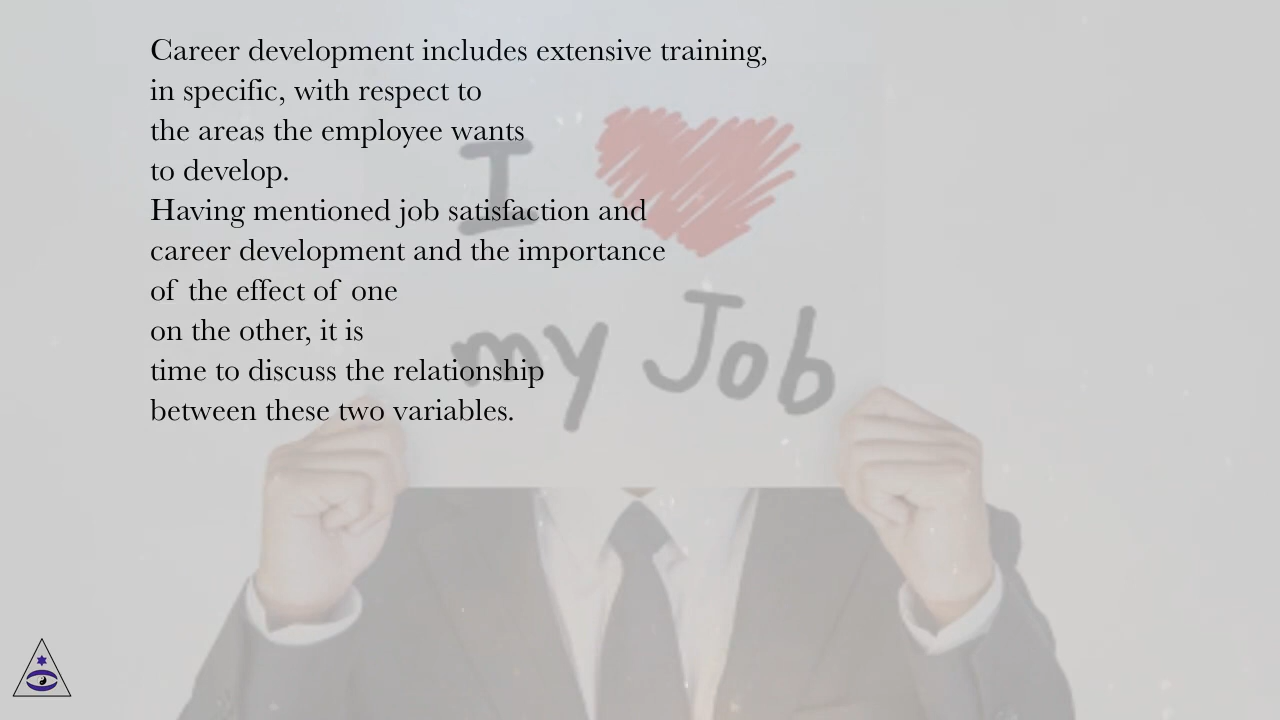 Career development includes extensive training,
in specific, with respect to
the areas the employee wants
to develop.
Having mentioned job satisfaction and
career development and the importance
of the effect of one
on the other, it is
time to discuss the relationship
between these two variables.
I
my Job